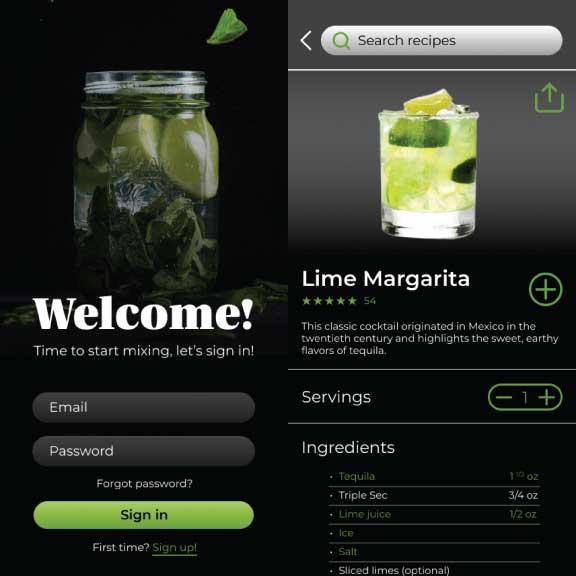 Welcome!
Time to start mixing, let's sign in!
Email
Password
Forgot password?
Sign in
First time? Sign up!
Search recipes
Lime Margarita
★★★★★ 54
This classic cocktail originated in Mexico in the
twentieth century and highlights the sweet, earthy
flavors of tequila.
Servings
1
Ingredients
• Tequila 1 1/2 oz
• Triple Sec 3/4 oz
• Lime juice 1/2 oz
• Ice
• Salt
• Sliced limes (optional)